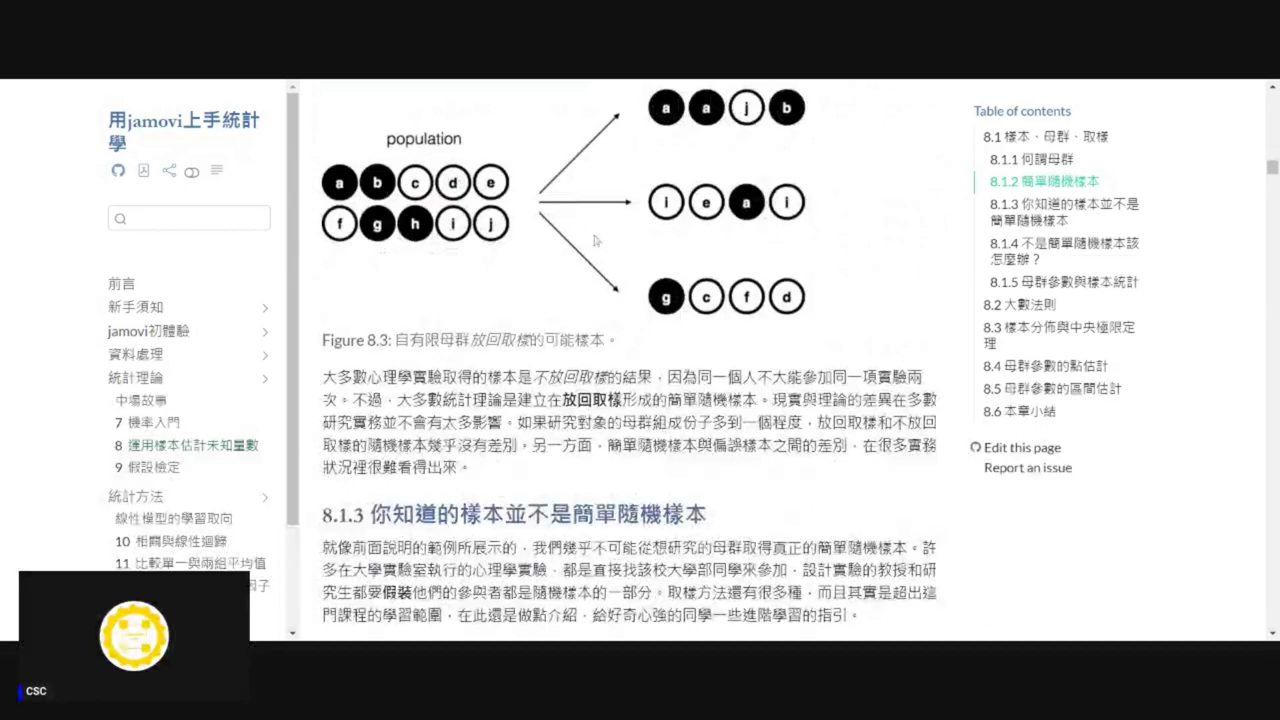 用jamovi上手統計
學
前言
新手須知
jamovi初體驗
資料處理
統計理論
中場故事
7 機率入門
8 運用樣本估計未知量數
9 假設檢定
統計方法
線性模型的學習取向
10 相關與線性迴歸
11 比較單一與兩組平均值
因子
CSC
population
a b c d e
f g h i j
a a j b
i e a i
g c f d
Figure 8.3: 自有限母群放回取樣的可能樣本。
大多數心理學實驗取得的樣本是不放回取樣的結果，因為同一個人不大能參加同一項實驗兩
次。不過，大多數統計理論是建立在放回取樣形成的簡單隨機樣本。現實與理論的差異在多數
研究實務並不會有太多影響。如果研究對象的母群組成份子多到一個程度，放回取樣和不放回
取樣的隨機樣本幾乎沒有差別。另一方面，簡單隨機樣本與偏誤樣本之間的差別，在很多實務
狀況裡很難看得出來。
8.1.3 你知道的樣本並不是簡單隨機樣本
就像前面說明的範例所展示的，我們幾乎不可能從想研究的母群取得真正的簡單隨機樣本。許
多在大學實驗室執行的心理學實驗，都是直接找該校大學部同學來參加，設計實驗的教授和研
究生都要假裝他們的參與者都是隨機樣本的一部分。取樣方法還有很多種，而且其實是超出這
門課程的學習範圍，在此還是做點介紹，給好奇心強的同學一些進階學習的指引。
Table of contents
8.1 樣本、母群、取樣
8.1.1 何謂母群
8.1.2 簡單隨機樣本
8.1.3 你知道的樣本並不是
簡單隨機樣本
8.1.4 不是簡單隨機樣本該
怎麼辦？
8.1.5 母群參數與樣本統計
8.2 大數法則
8.3 樣本分佈與中央極限定
理
8.4 母群參數的點估計
8.5 母群參數的區間估計
8.6 本章小結
Edit this page
Report an issue